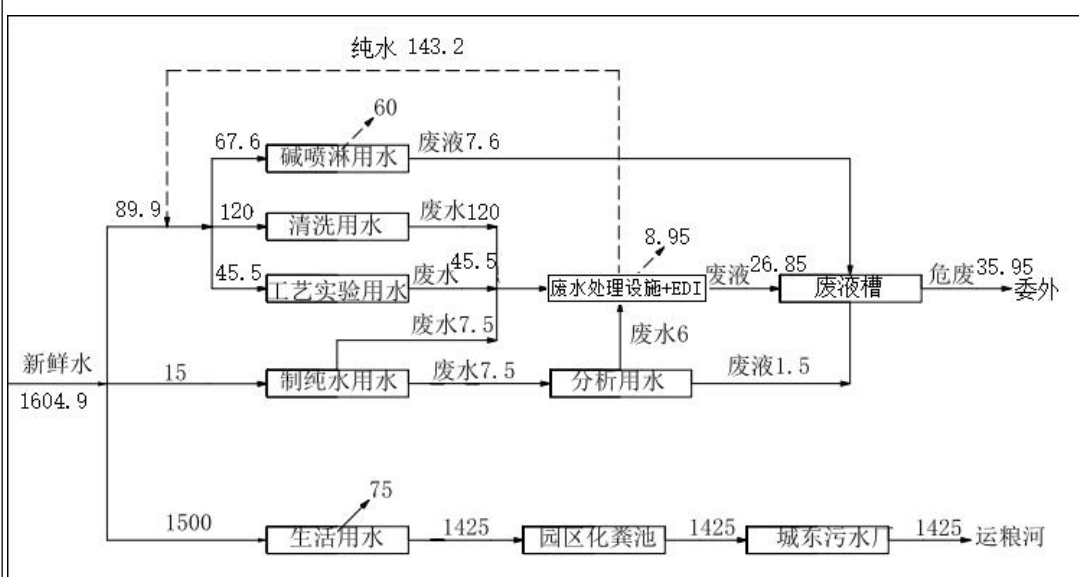 纯水 143.2
60
67.6
碱喷淋用水
废液7.6
89.9
120
清洗用水
废水120
8.95
45.5
工艺实验用水
废水45.5
废水处理设施+EDI
废液26.85
废液槽
危废35.95
委外
废水7.5
废水6
新鲜水
1604.9
15
制纯水用水
废水7.5
分析用水
废液1.5
75
1500
生活用水
1425
园区化粪池
1425
城东污水厂
1425
运粮河